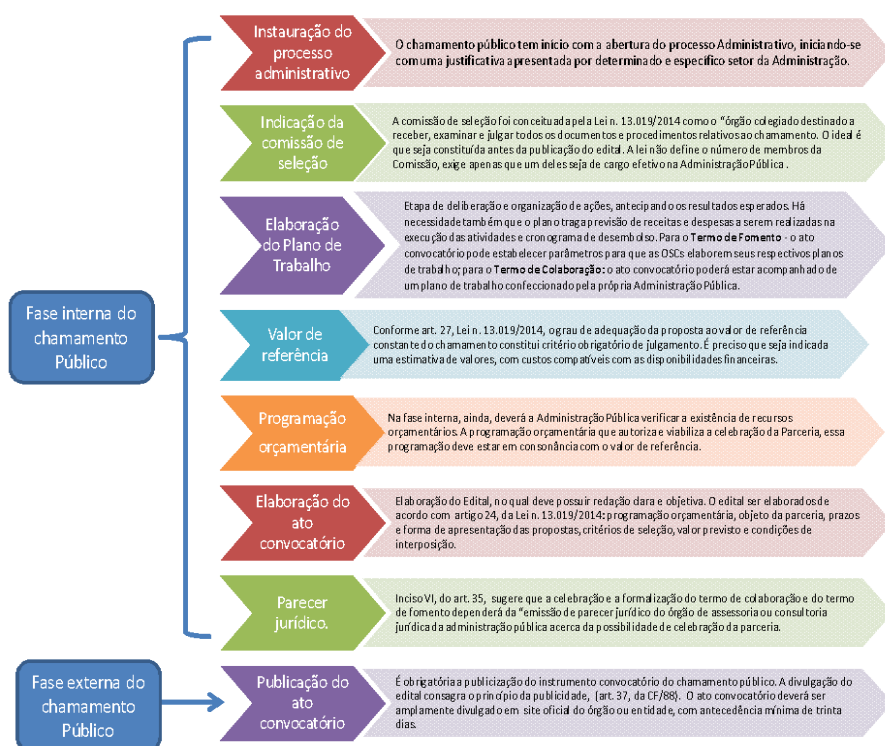 Instauração do
processo
administrativo
O chamamento público tem início com a abertura do processo Administrativo, iniciando-se
com uma justificativa apresentada por determinado e específico setor da Administração.
Indicação da
comissão de
seleção
A comissão de seleção foi conceituada pela Lei n. 13.019/2014 como o "órgão colegiado destinado a
receber, examinar e julgar todos os documentos e procedimentos relativos ao chamamento. O ideal é
que seja constituída antes da publicação do edital. A lei não define o número de membros da
Comissão, exige apenas que um deles seja de cargo efetivo na Administração Pública .
Elaboração
do Plano de
Trabalho
Etapa de deliberação e organização de ações, antecipando os resultados esperados. Há
necessidade também que o plano traga previsão de receitas e despesas a serem realizadas na
execução das atividades e cronograma de desembolso. Para o Termo de Fomento - o ato
convocatório pode estabelecer parâmetros para que as OSCs elaborem seus respectivos planos
de trabalho; para o Termo de Colaboração: o ato convocatório poderá estar acompanhado de
um plano de trabalho confeccionado pela própria Administração Pública.
Fase interna do
chamamento
Público
Valor de
referência
Conforme art. 27, Lei n. 13.019/2014, o grau de adequação da proposta ao valor de referência
constante do chamamento constitui critério obrigatório de julgamento. É preciso que seja indicada
uma estimativa de valores, com custos compatíveis com as disponibilidades financeiras.
Programação
orçamentária
Na fase interna, ainda, deverá a Administração Pública verificar a existência de recursos
orçamentários. A programação orçamentária que autoriza e viabiliza a celebração da Parceria, essa
programação deve estar em consonância com o valor de referência.
Elaboração do
ato
convocatório
Elaboração do Edital, no qual deve possuir redação clara e objetiva. O edital ser elaborados de
acordo com artigo 24, da Lei n. 13.019/2014: programação orçamentária, objeto da parceria, prazos
e forma de apresentação das propostas, critérios de seleção, valor previsto e condições de
interposição.
Parecer
jurídico.
Inciso VI, do art. 35, sugere que a celebração e a formalização do termo de colaboração e do termo
de fomento dependerá da "emissão de parecer jurídico do órgão de assessoria ou consultoria
jurídica da administração pública acerca da possibilidade de celebração da parceria.
Fase externa do
chamamento
Público
Publicação do
ato
convocatório
É obrigatória a publicização do instrumento convocatório do chamamento público. A divulgação do
edital consagra o princípio da publicidade, (art. 37, da CF/88). O ato convocatório deverá ser
amplamente divulgado em site oficial do órgão ou entidade, com antecedência mínima de trinta
dias.